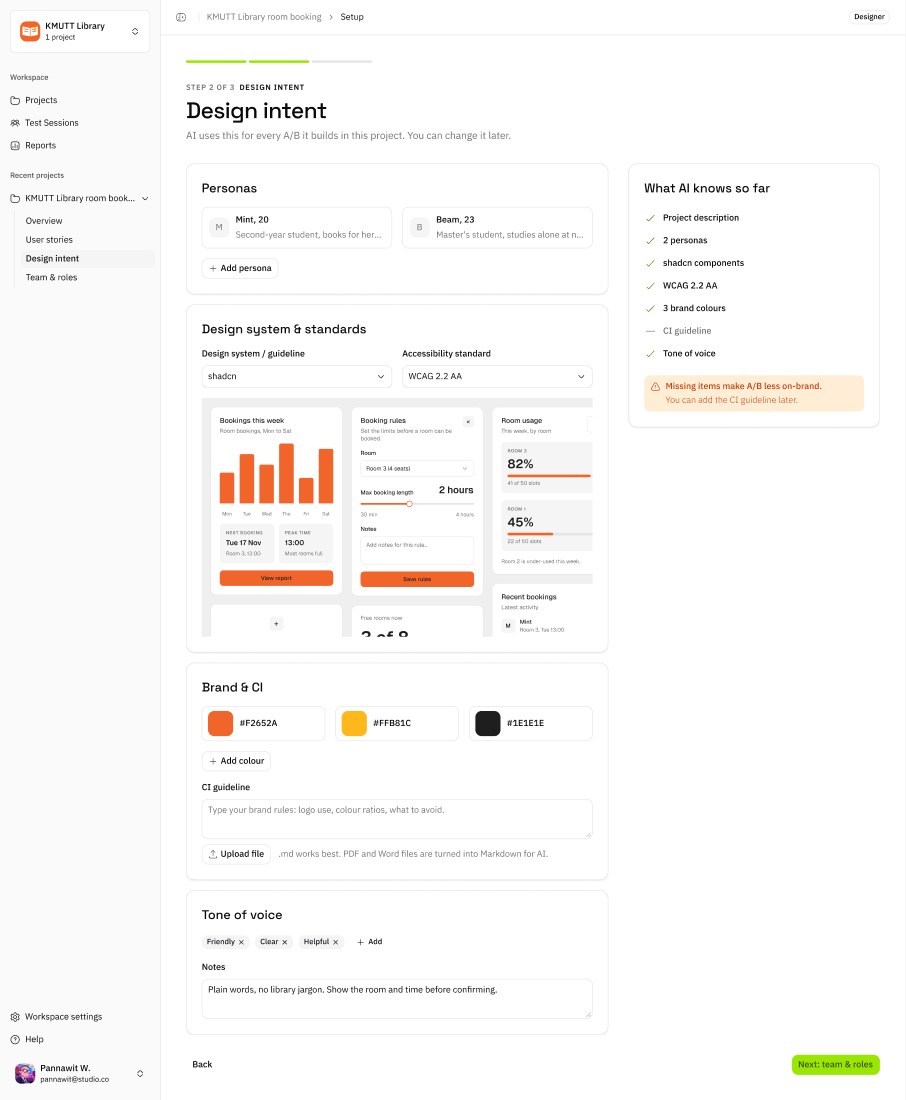 KMUTT Library
1 project
KMUTT Library room booking
Setup
Designer
Workspace
Projects
Test Sessions
Reports
Recent projects
KMUTT Library room book...
Overview
User stories
Design intent
Team & roles
STEP 2 OF 3 DESIGN INTENT
Design intent
AI uses this for every A/B it builds in this project. You can change it later.
Personas
M
Mint, 20
Second-year student, books for her...
B
Beam, 23
Master's student, studies alone at n...
+ Add persona
Design system & standards
Design system / guideline
shadcn
Accessibility standard
WCAG 2.2 AA
Bookings this week
Room bookings, Mon to Sat
Mon Tue Wed Thu Fri Sat
NEXT BOOKING
Tue 17 Nov
Room 3, 13:00
PEAK TIME
13:00
Most rooms full
View report
+
Booking rules
×
Set the limits before a room can be
booked.
Room
Room 3 (4 seats)
Max booking length
2 hours
30 min
4 hours
Notes
Add notes for this rule...
Save rules
Free rooms now
3 of 8
Room usage
This week, by room
ROOM 3
82%
41 of 50 slots
ROOM 1
45%
22 of 50 slots
Room 2 is under-used this week.
Recent bookings
Latest activity
M
Mint
Room 3, Tue 13:00
Brand & CI
#F2652A
#FFB81C
#1E1E1E
+ Add colour
CI guideline
Type your brand rules: logo use, colour ratios, what to avoid.
Upload file
.md works best. PDF and Word files are turned into Markdown for AI.
Tone of voice
Friendly ×
Clear ×
Helpful ×
+ Add
Notes
Plain words, no library jargon. Show the room and time before confirming.
What AI knows so far
Project description
2 personas
shadcn components
WCAG 2.2 AA
3 brand colours
CI guideline
Tone of voice
Missing items make A/B less on-brand.
You can add the CI guideline later.
Workspace settings
Help
Pannawit W.
pannawit@studio.co
Back
Next: team & roles